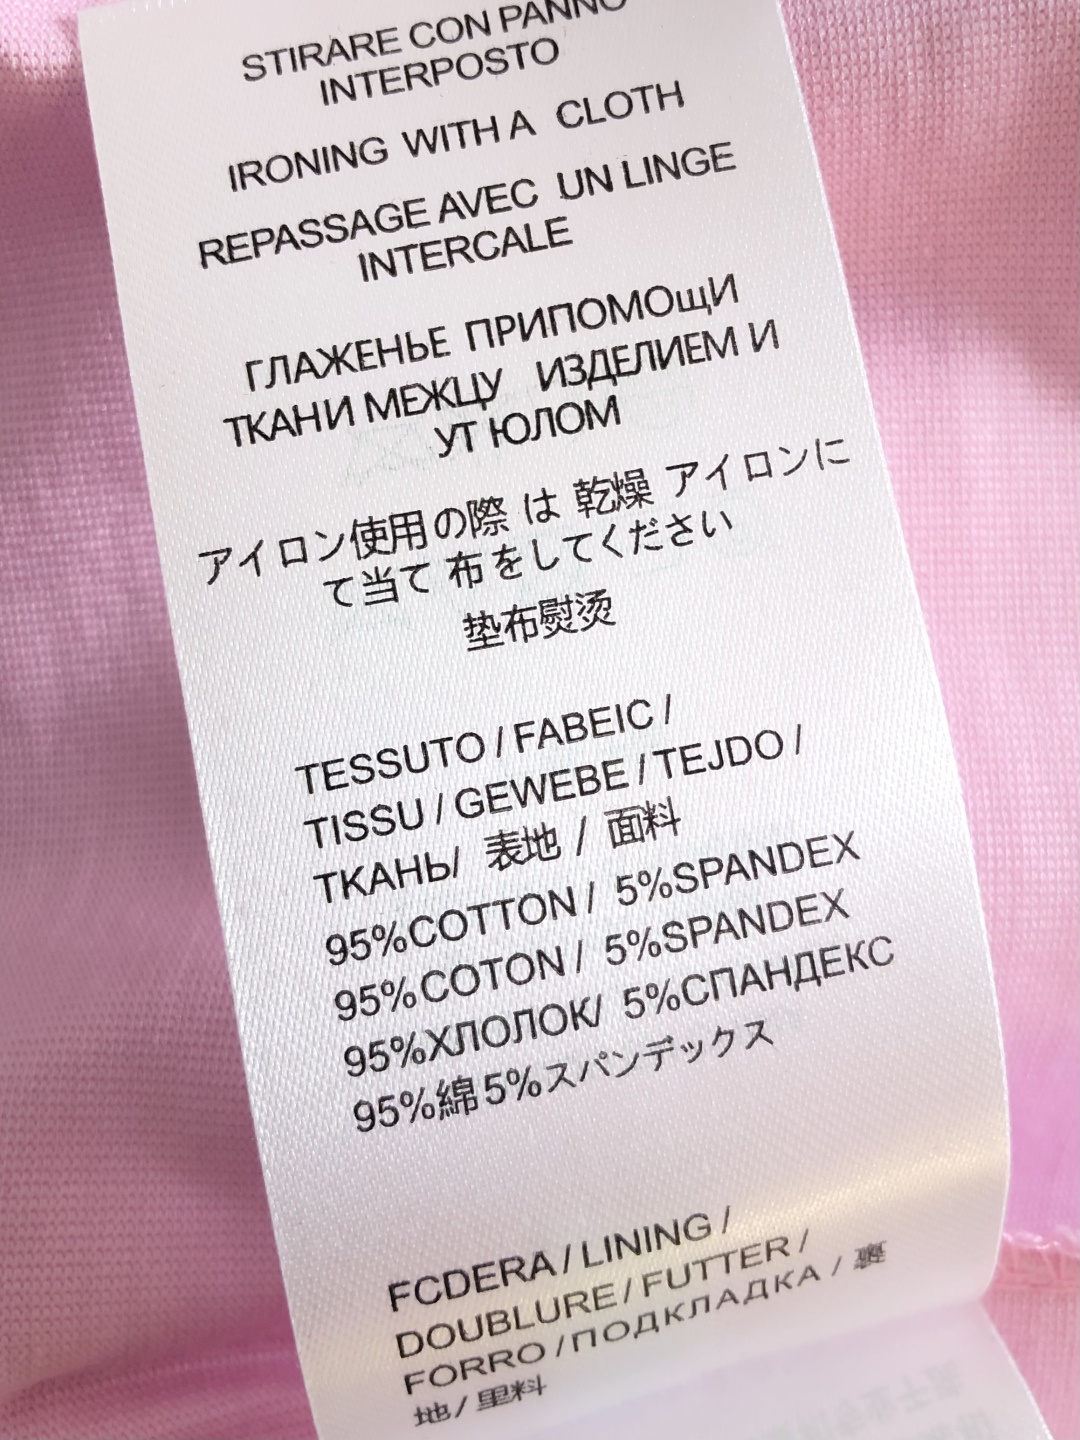 STIRARE CON PANNO
INTERPOSTO
IRONING WITH A CLOTH
REPASSAGE AVEC UN LINGE
INTERCALE
ГЛАЖЕНЬЕ ПРИПОМОщИ
ТКАНИ МЕЖЦУ ИЗДЕЛИЕМ И
УТ ЮЛОМ
アイロン使用の際 は 乾燥 アイロンに
て当て 布 をしてください
垫布熨烫
TESSUTO / FABEIC /
TISSU / GEWEBE / TEJDO /
ТКАНЬ/ 表地 / 面料
95%COTTON / 5%SPANDEX
95%COTON / 5%SPANDEX
95%ХЛОЛОК/ 5%СПАНДЕКС
95%綿5%スパンデックス
FCDERA / LINING /
DOUBLURE / FUTTER /
FORRO /ПОДКЛАДКА / 裏
地/ 里料